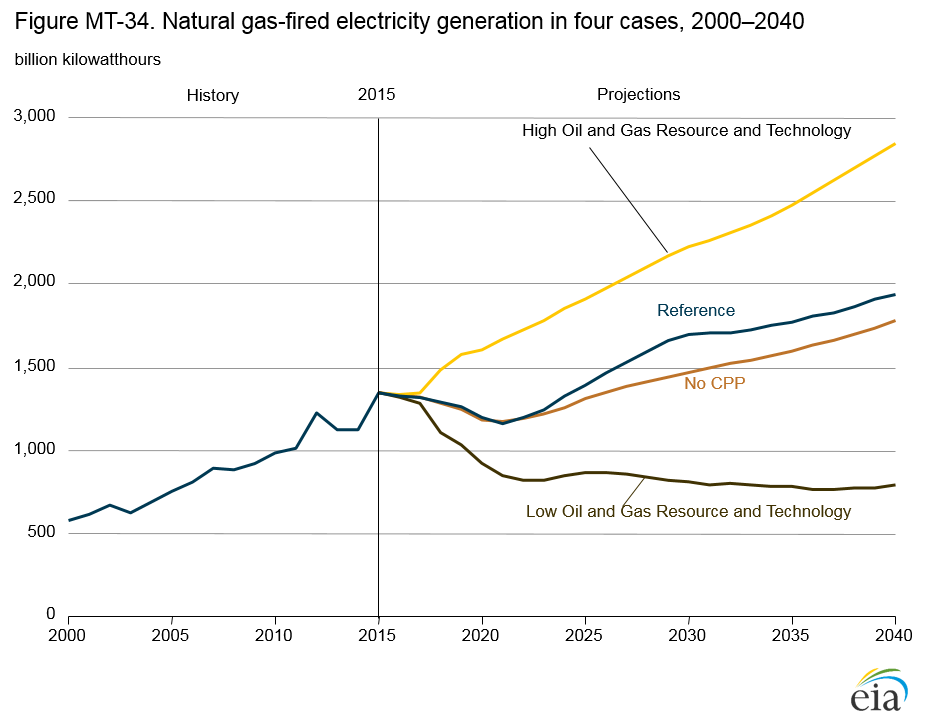 Figure MT-34. Natural gas-fired electricity generation in four cases, 2000–2040
billion kilowatthours
History 2015 Projections
3,000
High Oil and Gas Resource and Technology
2,500
2,000
Reference
1,500
No CPP
1,000
Low Oil and Gas Resource and Technology
500
0
2000 2005 2010 2015 2020 2025 2030 2035 2040
eia